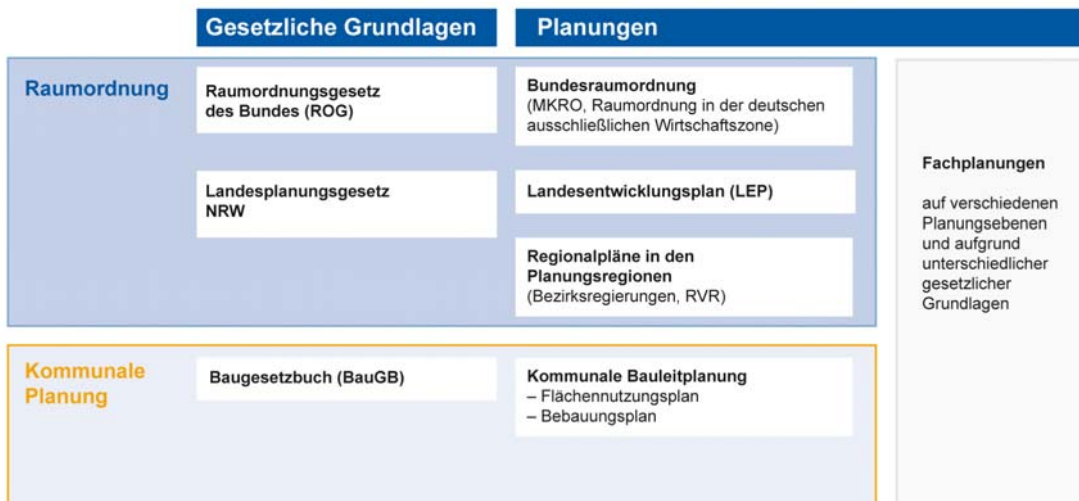 Gesetzliche Grundlagen
Planungen
Raumordnung
Raumordnungsgesetz
des Bundes (ROG)
Bundesraumordnung
(MKRO, Raumordnung in der deutschen
ausschließlichen Wirtschaftszone)
Landesplanungsgesetz
NRW
Landesentwicklungsplan (LEP)
Regionalpläne in den
Planungsregionen
(Bezirksregierungen, RVR)
Kommunale
Planung
Baugesetzbuch (BauGB)
Kommunale Bauleitplanung
– Flächennutzungsplan
– Bebauungsplan
Fachplanungen
auf verschiedenen
Planungsebenen
und aufgrund
unterschiedlicher
gesetzlicher
Grundlagen